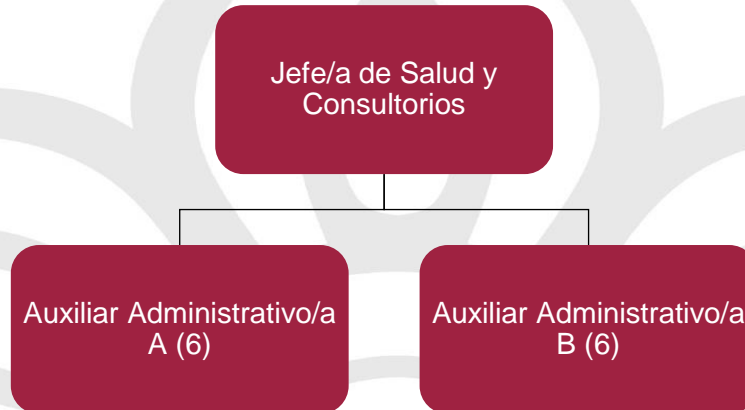 Jefe/a de Salud y
Consultorios
Auxiliar Administrativo/a
A (6)
Auxiliar Administrativo/a
B (6)